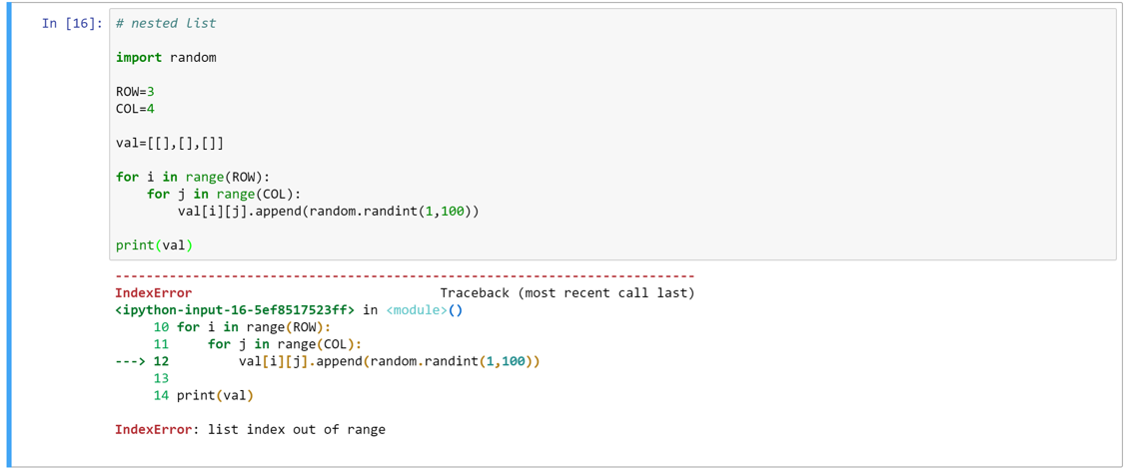 In [16]: # nested list
import random
ROW=3
COL=4
val=[[],[],[]]
for i in range(ROW):
    for j in range(COL):
        val[i][j].append(random.randint(1,100))
print(val)
---------------------------------------------------------------------------
IndexError                                Traceback (most recent call last)
<ipython-input-16-5ef8517523ff> in <module>()
     10 for i in range(ROW):
     11     for j in range(COL):
---> 12         val[i][j].append(random.randint(1,100))
     13
     14 print(val)
IndexError: list index out of range